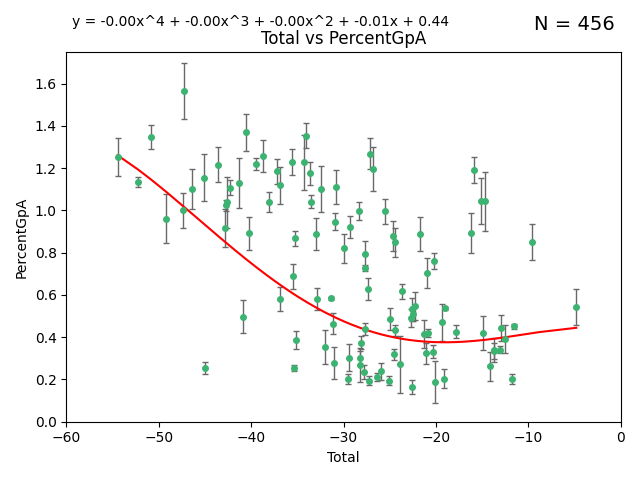 y = -0.00x^4 + -0.00x^3 + -0.00x^2 + -0.01x + 0.44
N = 456
Total vs PercentGpA
PercentGpA
1.6
1.4
1.2
1.0
0.8
0.6
0.4
0.2
0.0
−60 −50 −40 −30 −20 −10 0
Total